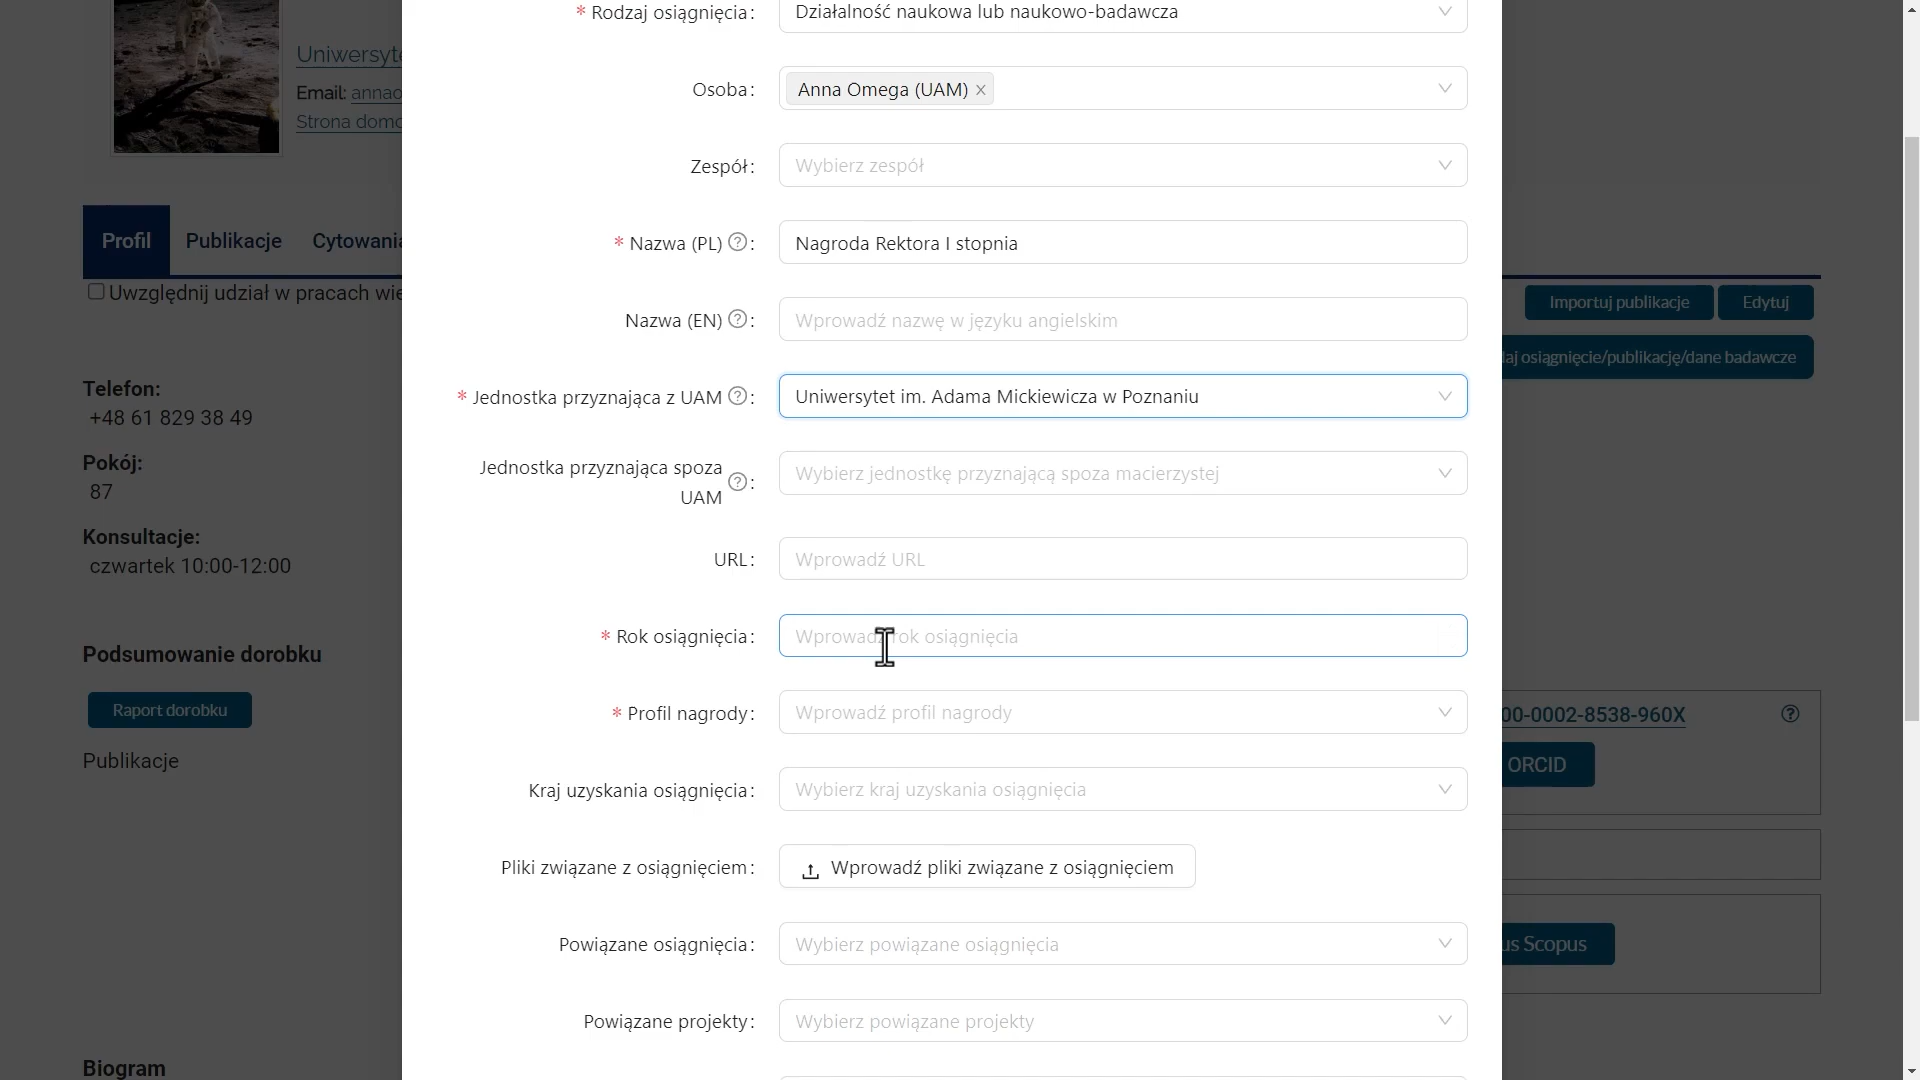 * Rodzaj osiągnięcia:
Działalność naukowa lub naukowo-badawcza
Osoba:
Anna Omega (UAM) ×
Zespół:
Wybierz zespół
* Nazwa (PL) ? :
Nagroda Rektora I stopnia
Nazwa (EN) ? :
Wprowadź nazwę w języku angielskim
* Jednostka przyznająca z UAM ? :
Uniwersytet im. Adama Mickiewicza w Poznaniu
Jednostka przyznająca spoza
UAM ? :
Wybierz jednostkę przyznającą spoza macierzystej
URL:
Wprowadź URL
* Rok osiągnięcia:
Wprowadź rok osiągnięcia
* Profil nagrody:
Wprowadź profil nagrody
Kraj uzyskania osiągnięcia:
Wybierz kraj uzyskania osiągnięcia
Pliki związane z osiągnięciem:
Wprowadź pliki związane z osiągnięciem
Powiązane osiągnięcia:
Wybierz powiązane osiągnięcia
Powiązane projekty:
Wybierz powiązane projekty
Uniwersyte
Email: annao
Strona domo
Profil
Publikacje
Cytowania
Uwzględnij udział w pracach wie
Importuj publikacje
Edytuj
aj osiągnięcie/publikację/dane badawcze
Telefon:
+48 61 829 38 49
Pokój:
87
Konsultacje:
czwartek 10:00-12:00
Podsumowanie dorobku
Raport dorobku
Publikacje
Biogram
00-0002-8538-960X
?
ORCID
us Scopus